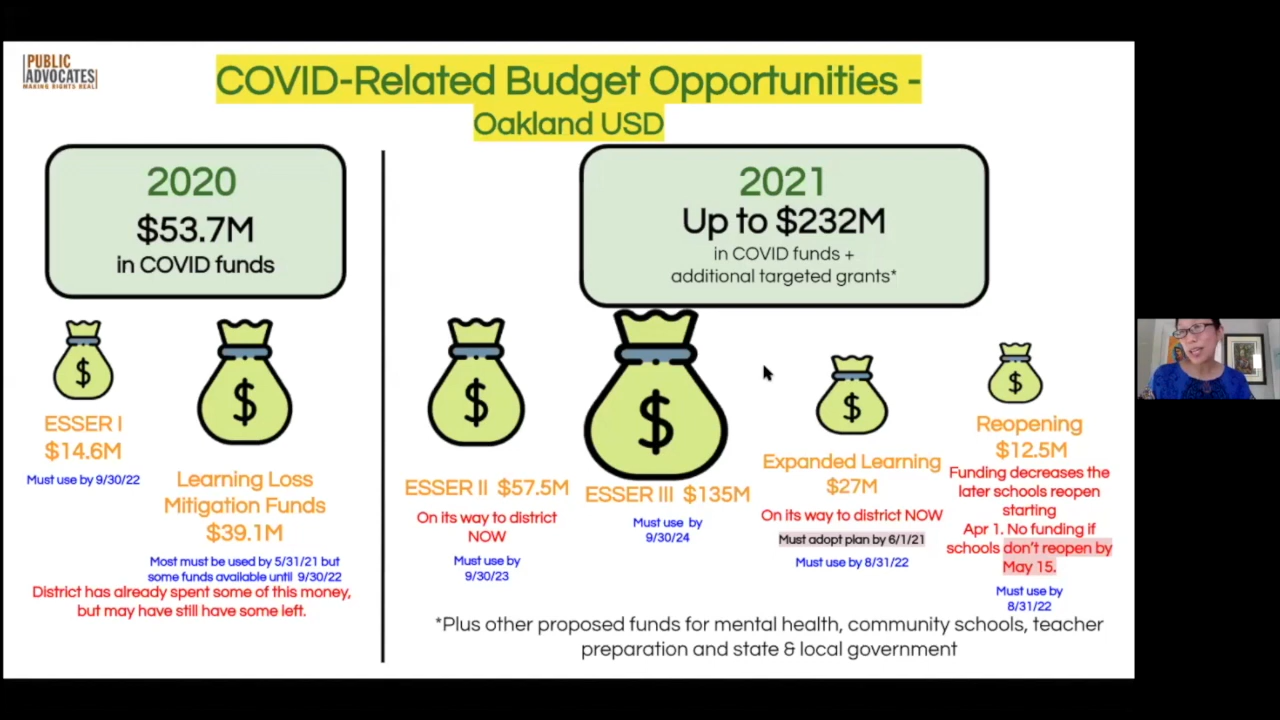 PUBLIC
ADVOCATES
MAKING RIGHTS REAL
COVID-Related Budget Opportunities -
Oakland USD
2020
$53.7M
in COVID funds
2021
Up to $232M
in COVID funds +
additional targeted grants*
$
ESSER I
$14.6M
Must use by 9/30/22
$
Learning Loss
Mitigation Funds
$39.1M
Most must be used by 5/31/21 but
some funds available until 9/30/22
District has already spent some of this money,
but may have still have some left.
$
ESSER II $57.5M
On its way to district
NOW
Must use by
9/30/23
$
ESSER III $135M
Must use by
9/30/24
$
Expanded Learning
$27M
On its way to district NOW
Must adopt plan by 6/1/21
Must use by 8/31/22
$
Reopening
$12.5M
Funding decreases the
later schools reopen
starting
Apr 1. No funding if
schools don't reopen by
May 15.
Must use by
8/31/22
*Plus other proposed funds for mental health, community schools, teacher
preparation and state & local government